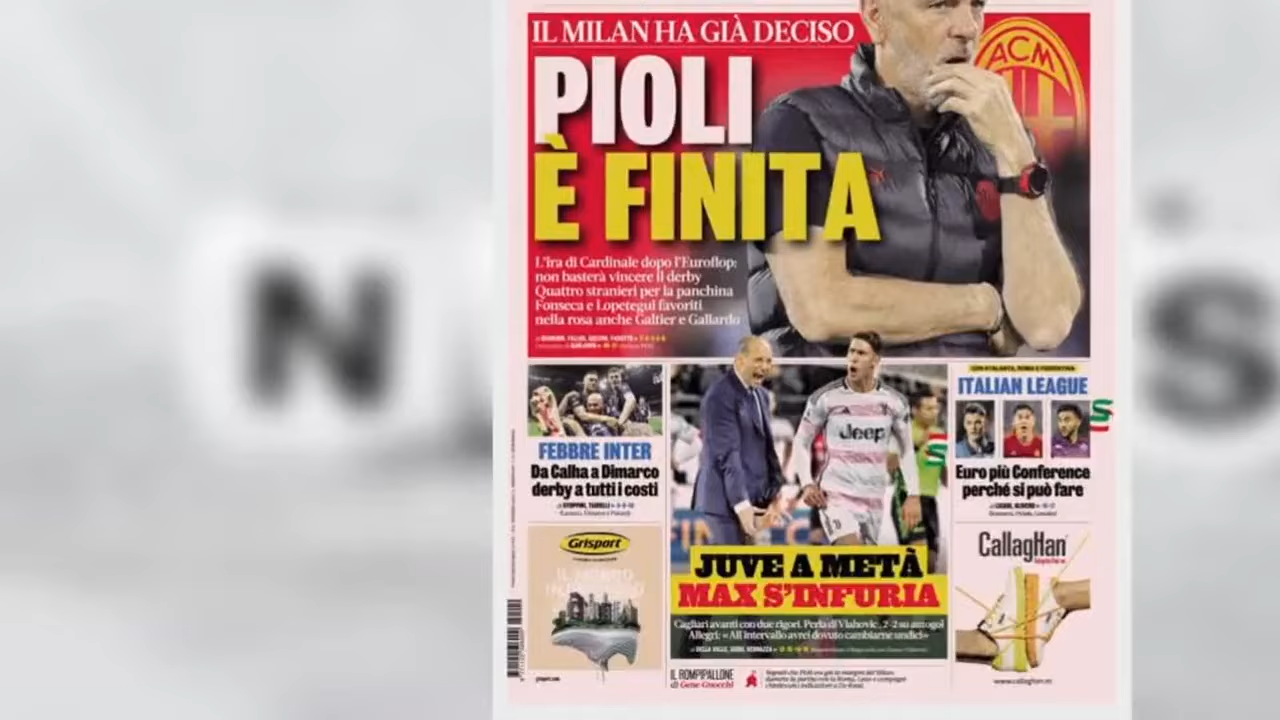 IL MILAN HA GIÀ DECISO
ACM
PIOLI
È FINITA
L'ira di Cardinale dopo l'Euroflop:
non basterà vincere il derby
Quattro stranieri per la panchina
Fonseca e Lopetegui favoriti
nella rosa anche Galtier e Gallardo
FEBBRE INTER
Da Calha a Dimarco
derby a tutti i costi
Jeep
ITALIAN LEAGUE
Euro più Conference
perché si può fare
Grisport
JUVE A METÀ
MAX S'INFURIA
Cagliari avanti con due rigori. Perla di Vlahovic, 2-2 su autogol
Allegri: «All'intervallo avrei dovuto cambiarne undici»
CallagHan
www.callaghan.it
IL ROMPIPALLONE
di Gene Gnocchi
N
S